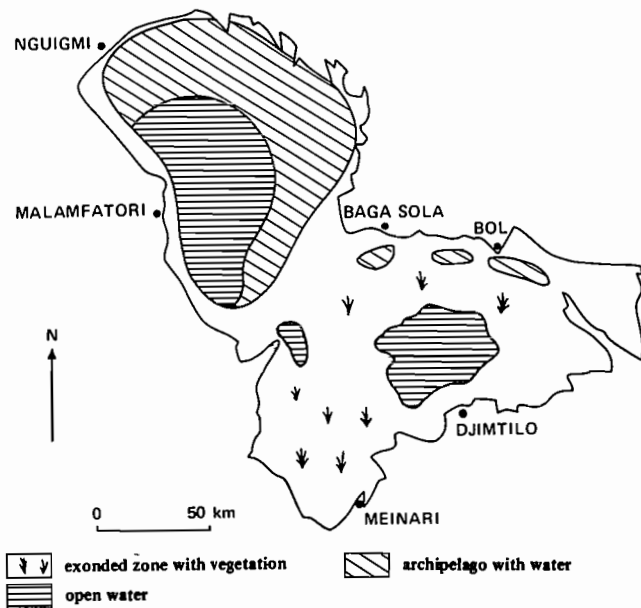 NGUIGMI
MALAMFATORI
BAGA SOLA
BOL
N
DJIMTILO
0 50 km
MEINARI
exonded zone with vegetation
archipelago with water
open water